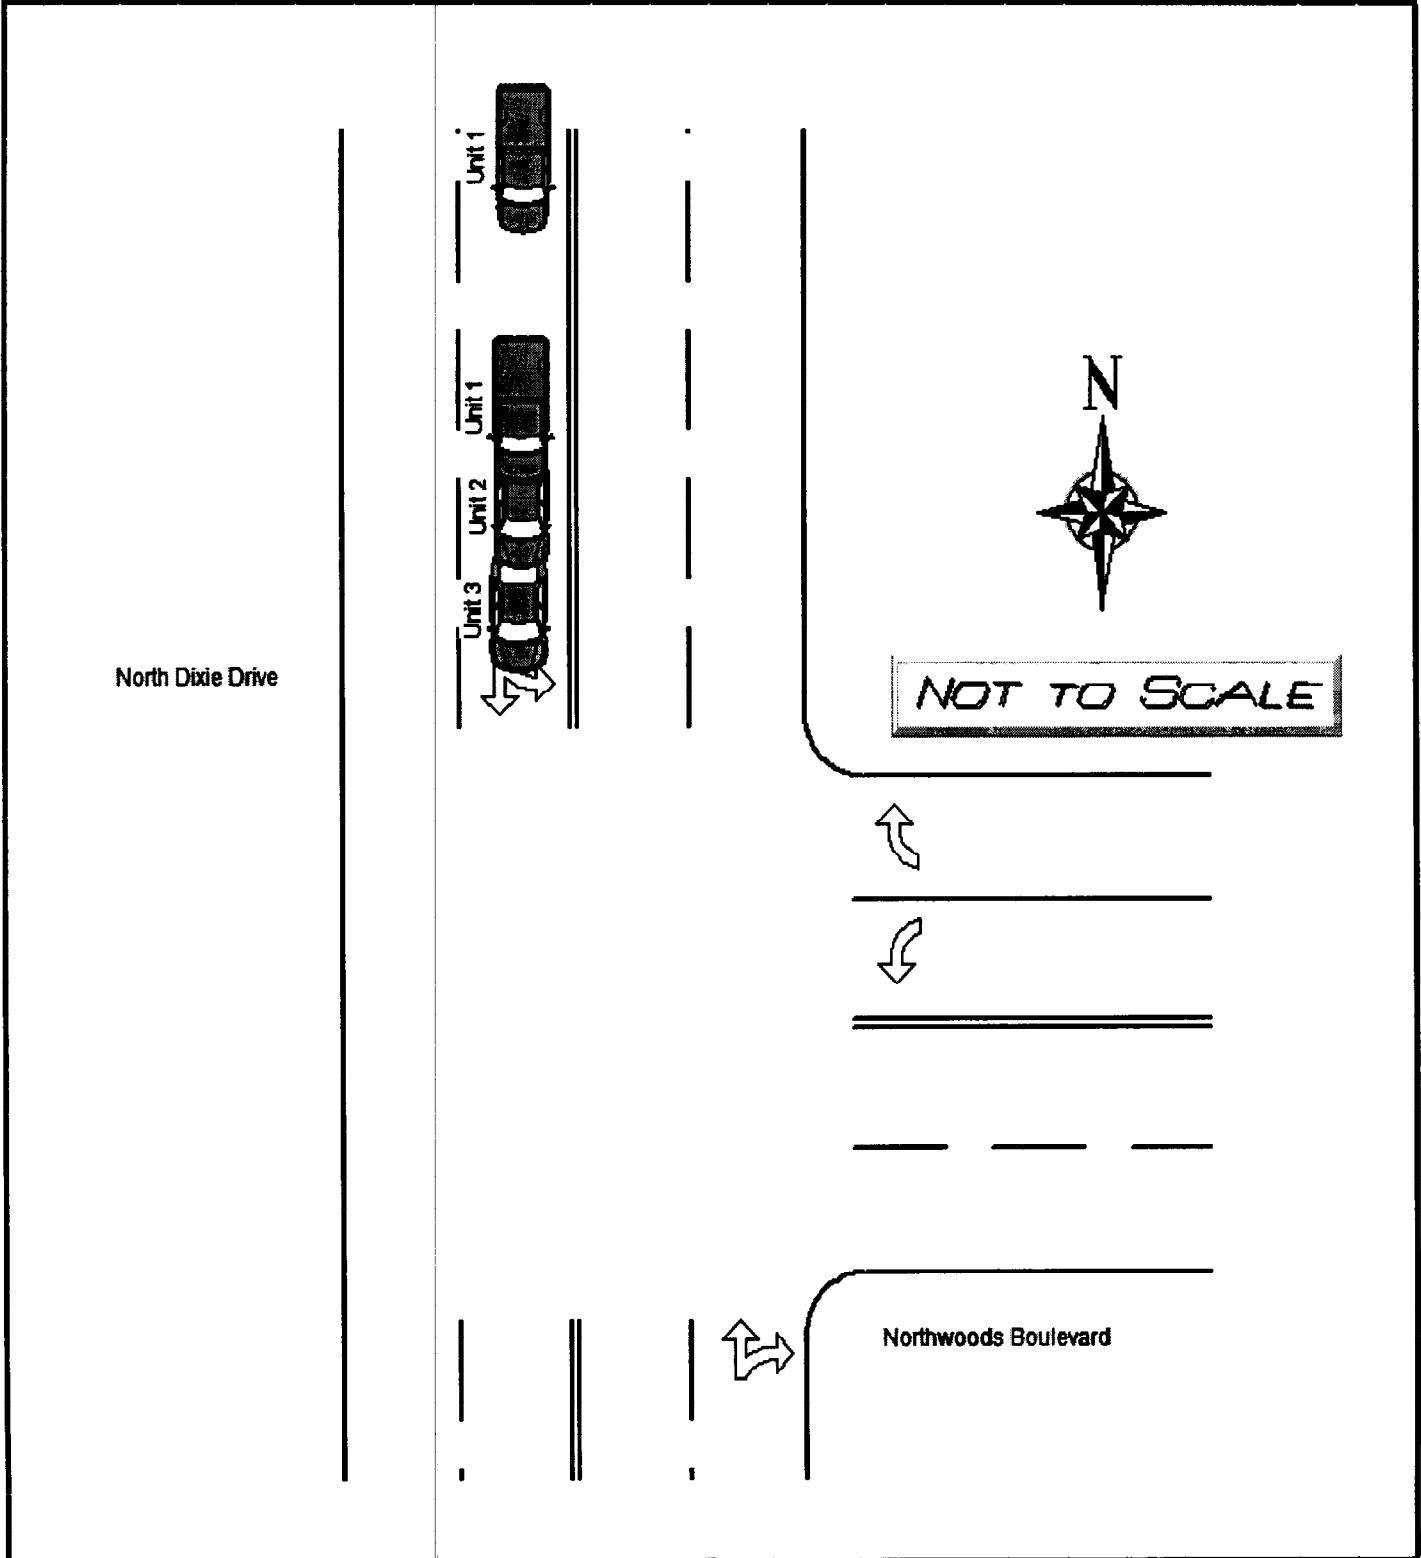 Unit 1
Unit 1
Unit 2
Unit 3
N
North Dixie Drive
NOT TO SCALE
Northwoods Boulevard